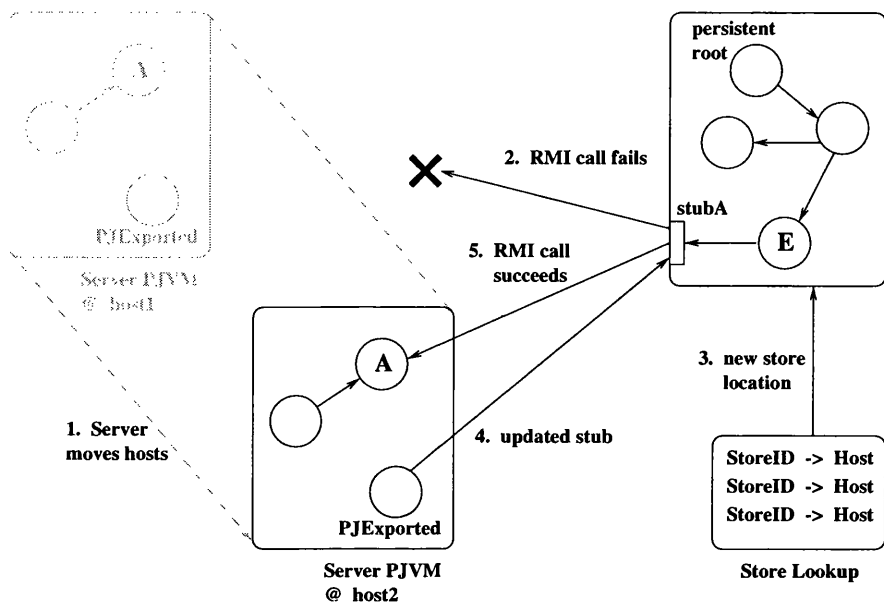 A
PJExported
Server PJVM
@ host1
persistent
root
2. RMI call fails
stubA
E
5. RMI call
succeeds
A
3. new store
location
1. Server
moves hosts
4. updated stub
PJExported
StoreID -> Host
StoreID -> Host
StoreID -> Host
Server PJVM
@ host2
Store Lookup